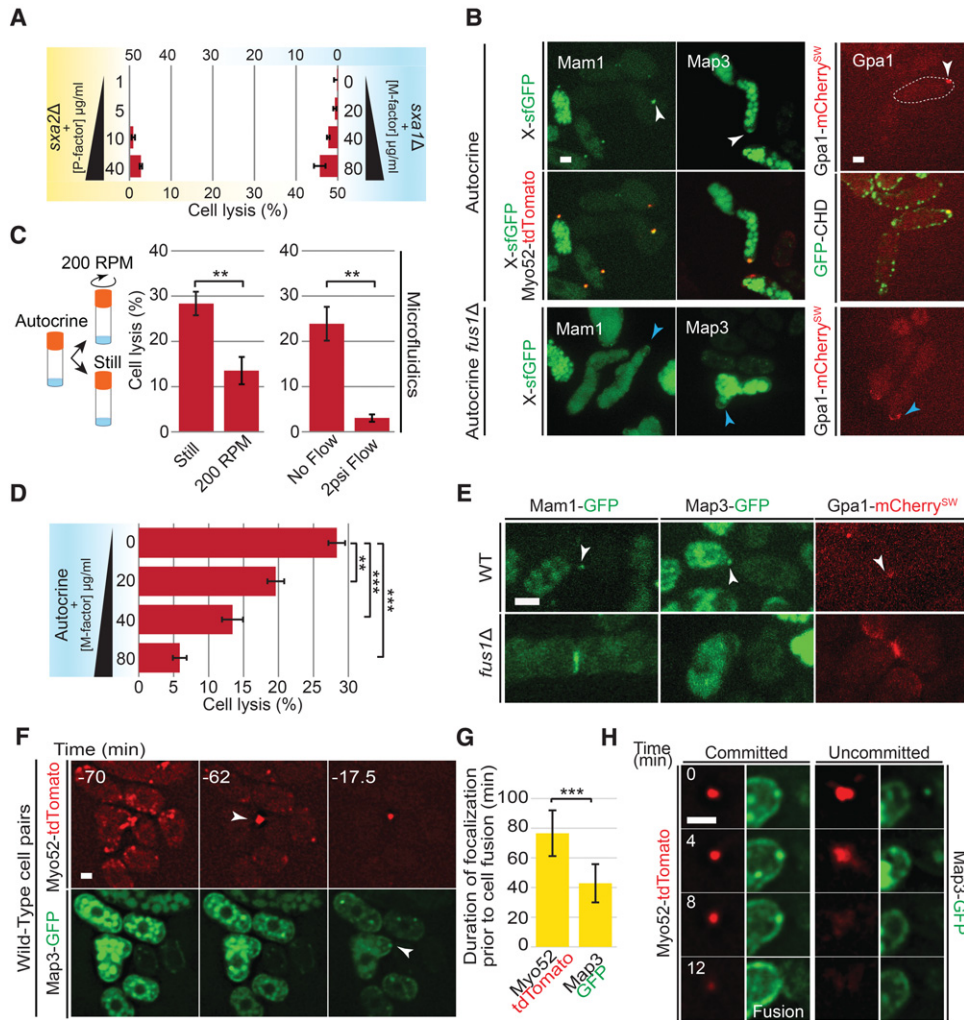 A
50 40 30 20 10 0
sxa2Δ
+
[P-factor] µg/ml
1
5
10
40
0
20
40
80
sxa1Δ
+
[M-factor] µg/ml
0 10 20 30 40 50
Cell lysis (%)
B
Autocrine
Autocrine fus1Δ
X-sfGFP
X-sfGFP
Myo52-tdTomato
X-sfGFP
Mam1
Map3
Mam1
Map3
Gpa1
Gpa1-mCherrySW
GFP-CHD
Gpa1-mCherrySW
C
200 RPM
Autocrine
Still
Cell lysis (%)
40
30
20
10
0
**
Still
200 RPM
40
30
20
10
0
**
No Flow
2psi Flow
Microfluidics
D
Autocrine
+
[M-factor] µg/ml
0
20
40
80
**
***
***
0 5 10 15 20 25 30
Cell lysis (%)
E
Mam1-GFP
Map3-GFP
Gpa1-mCherrySW
WT
fus1Δ
F
Time (min)
Wild-Type cell pairs
Myo52-tdTomato
Map3-GFP
-70
-62
-17.5
G
Duration of focalization
prior to cell fusion (min)
100
80
60
40
20
0
***
Myo52
tdTomato
Map3
GFP
H
Time
(min)
Committed
Uncommitted
0
4
8
12
Fusion
Myo52-tdTomato
Map3-GFP